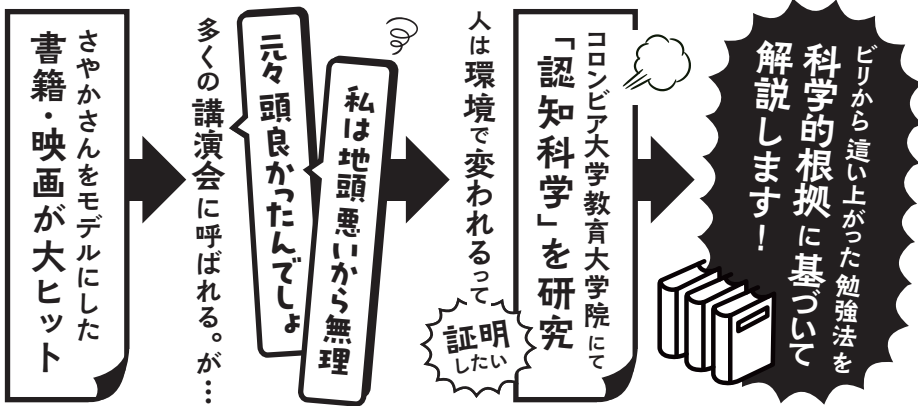 さやかさんをモデルにした
書籍・映画が大ヒット
多くの講演会に呼ばれる。が…
元々頭良かったんでしょ
私は地頭悪いから無理
人は環境で変われるって
証明
したい
コロンビア大学教育大学院にて
「認知科学」を研究
ビリから這い上がった勉強法を
科学的根拠に基づいて
解説します！